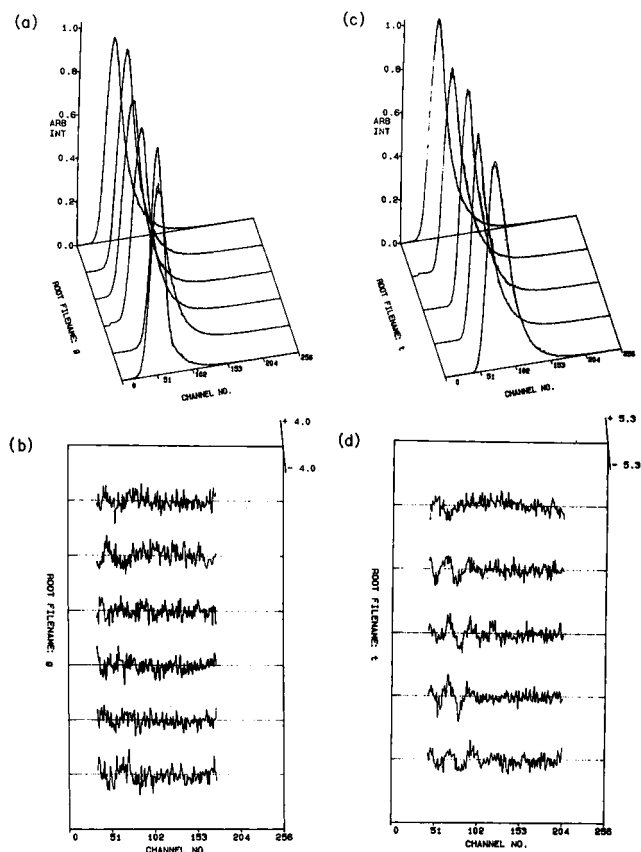 (a)
1.0
0.8
0.6
ARB
INT
0.4
0.2
0.0
ROOT FILENAME: g
0
51
102
153
204
256
CHANNEL NO.
(c)
1.0
0.8
0.6
ARB
INT
0.4
0.2
0.0
ROOT FILENAME: t
0
51
102
153
204
256
CHANNEL NO.
(b)
+ 4.0
- 4.0
ROOT FILENAME: g
0 51 102 153 204 256
CHANNEL NO.
(d)
+ 5.3
- 5.3
ROOT FILENAME: t
0 51 102 153 204 256
CHANNEL NO.